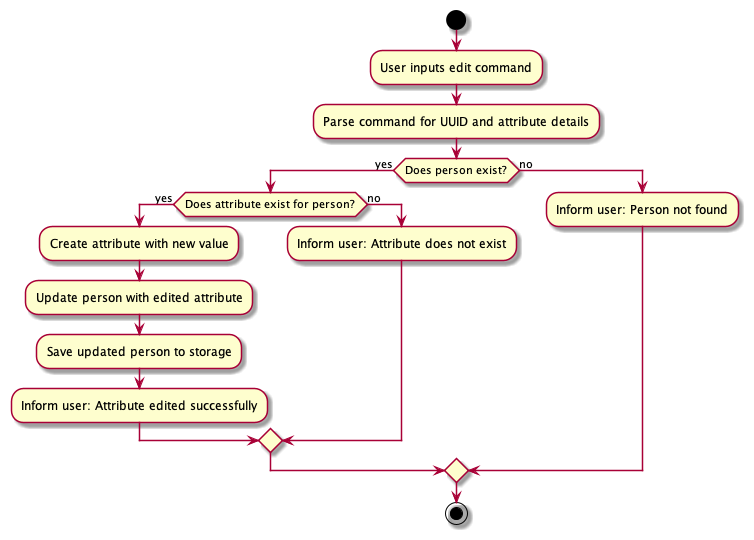 User inputs edit command
Parse command for UUID and attribute details
yes
Does person exist?
no
yes
Does attribute exist for person?
no
Inform user: Person not found
Create attribute with new value
Inform user: Attribute does not exist
Update person with edited attribute
Save updated person to storage
Inform user: Attribute edited successfully